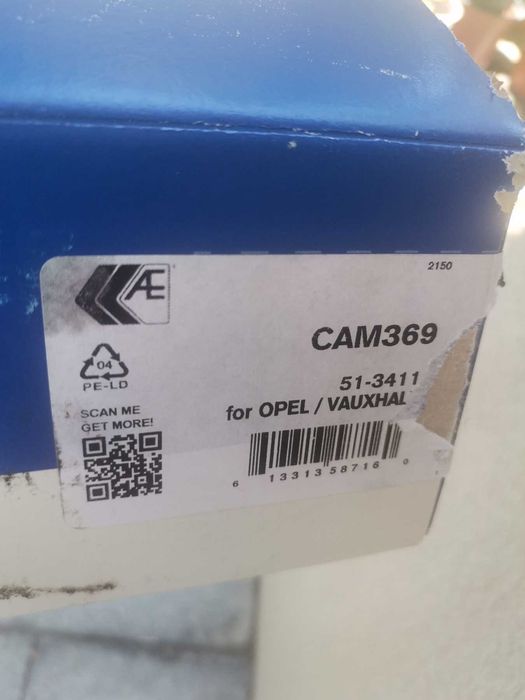 2150
Æ
CAM369
04
PE-LD
51-3411
for OPEL / VAUXHAL
SCAN ME
GET MORE!
6 13313 58716 0